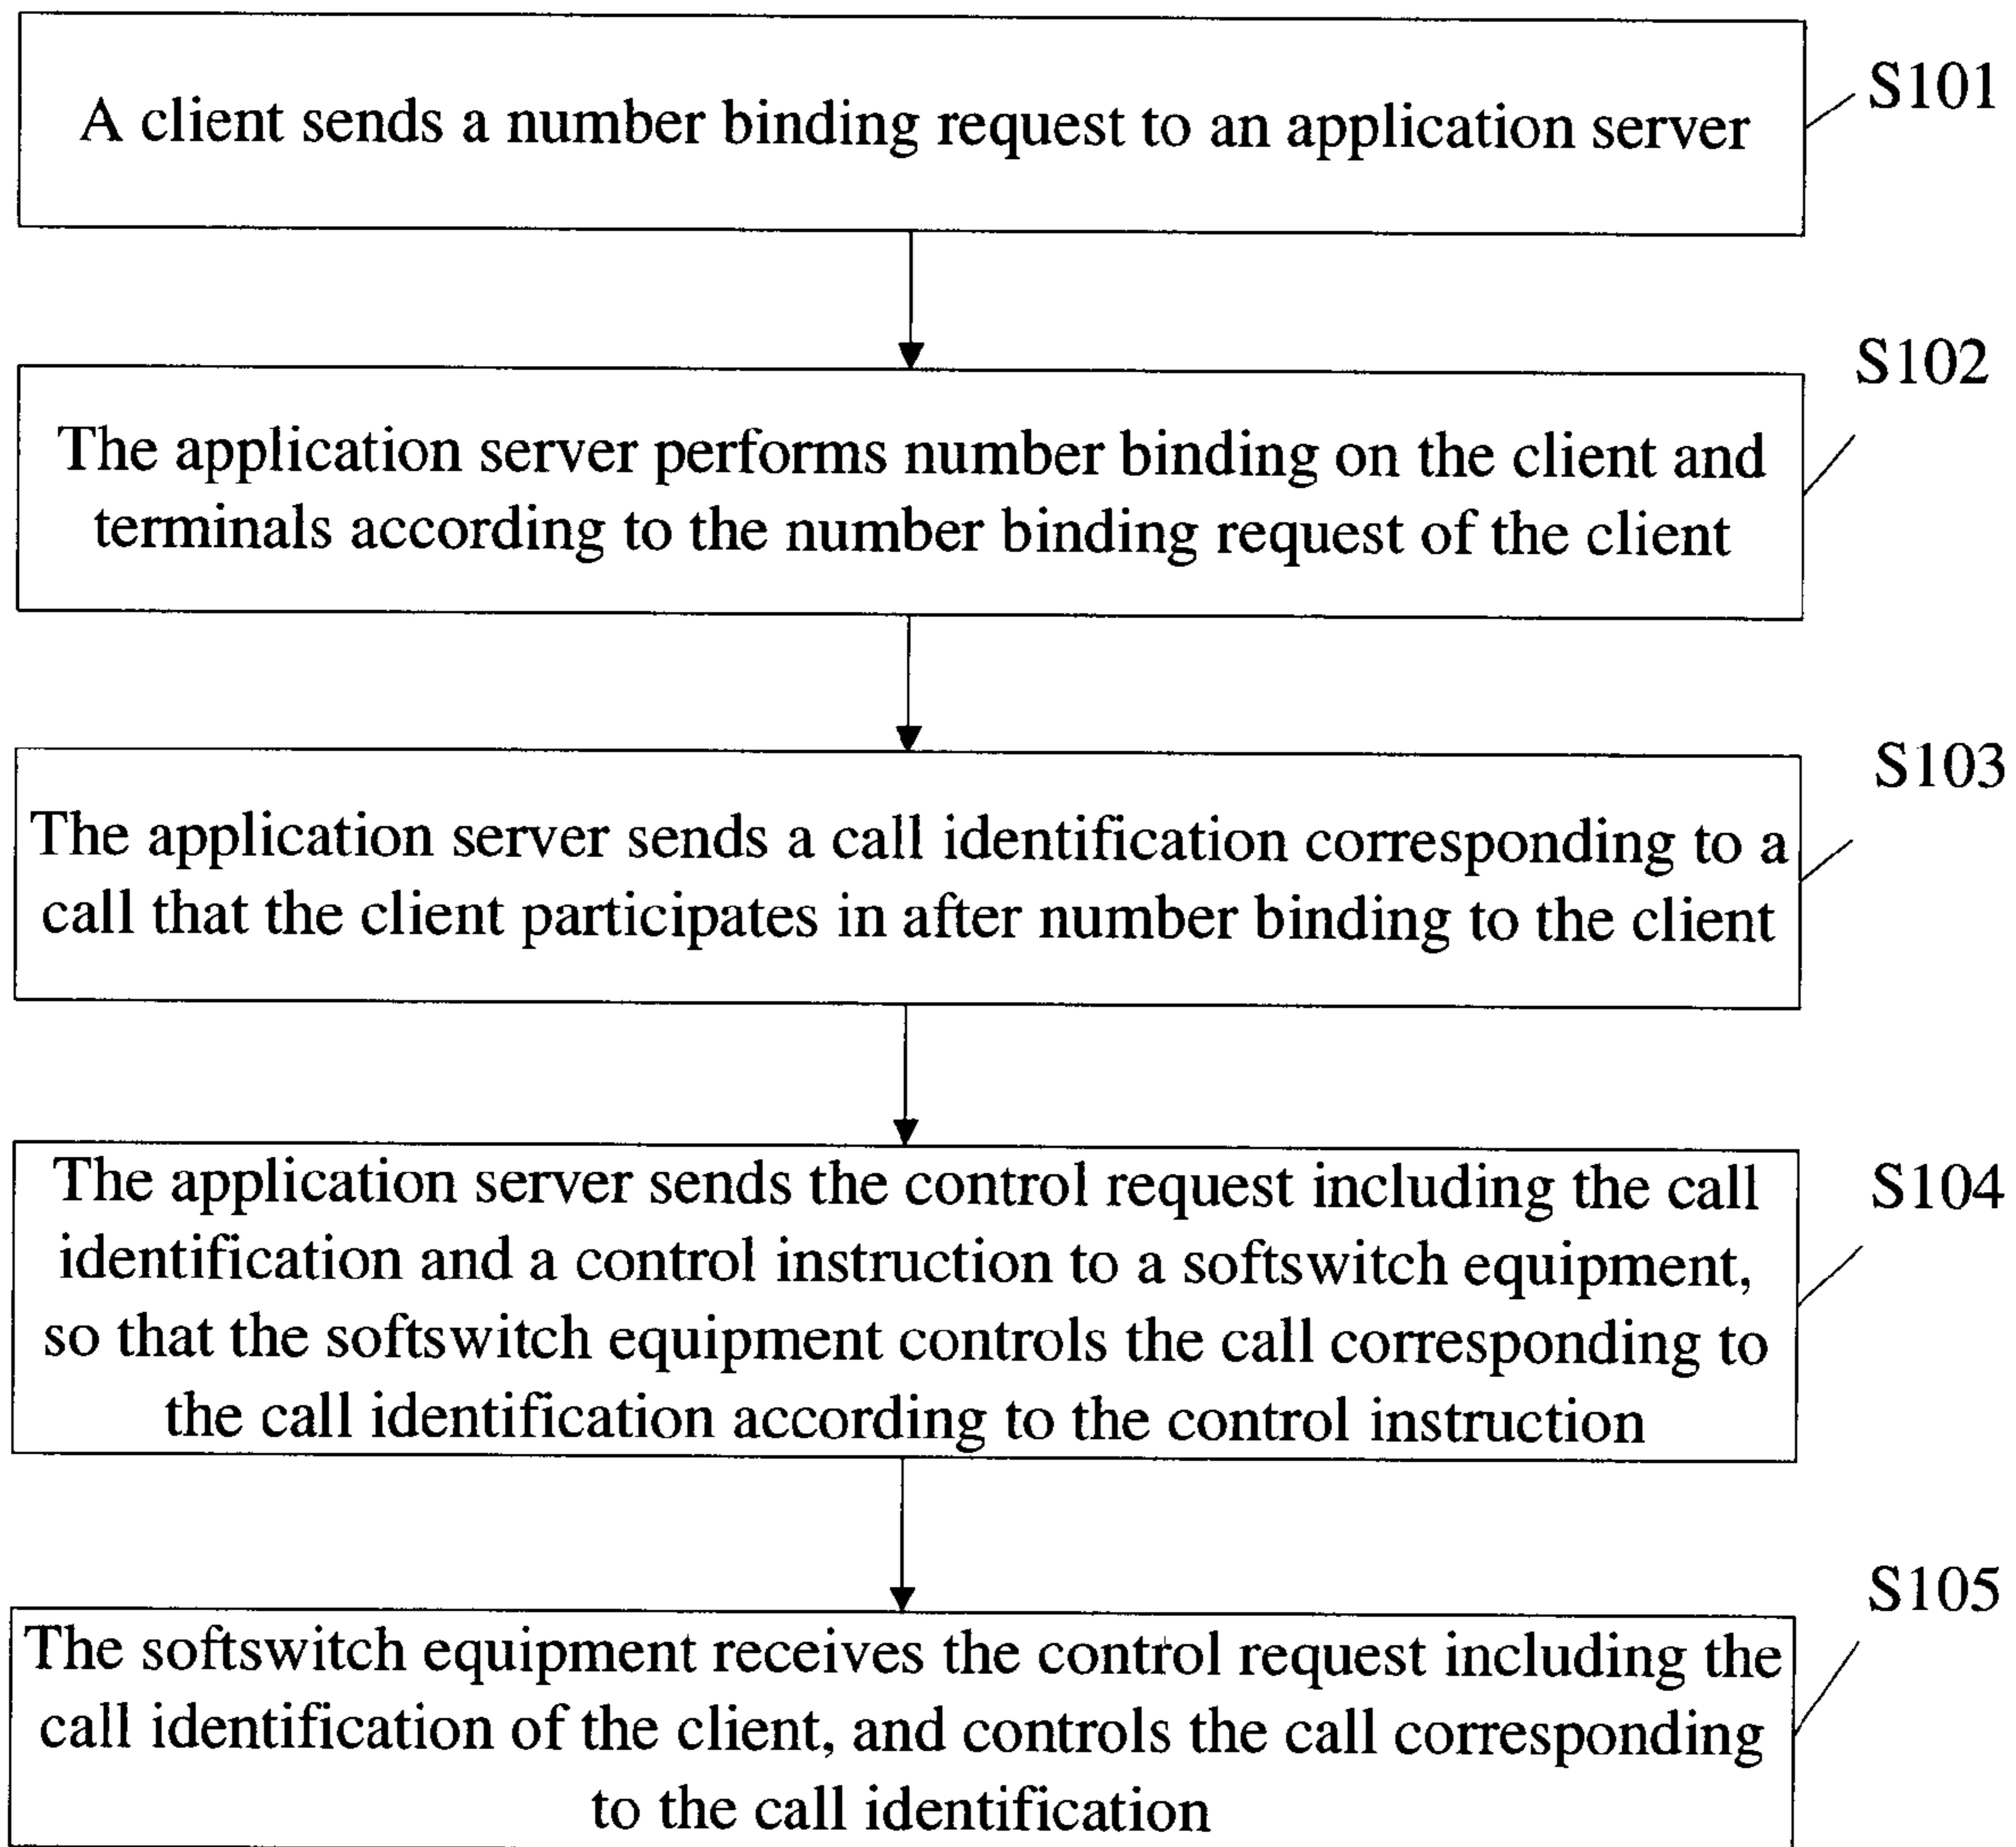 A client sends a number binding request to an application server
S101
The application server performs number binding on the client and
terminals according to the number binding request of the client
S102
The application server sends a call identification corresponding to a
call that the client participates in after number binding to the client
S103
The application server sends the control request including the call
identification and a control instruction to a softswitch equipment,
so that the softswitch equipment controls the call corresponding to
the call identification according to the control instruction
S104
The softswitch equipment receives the control request including the
call identification of the client, and controls the call corresponding
to the call identification
S105